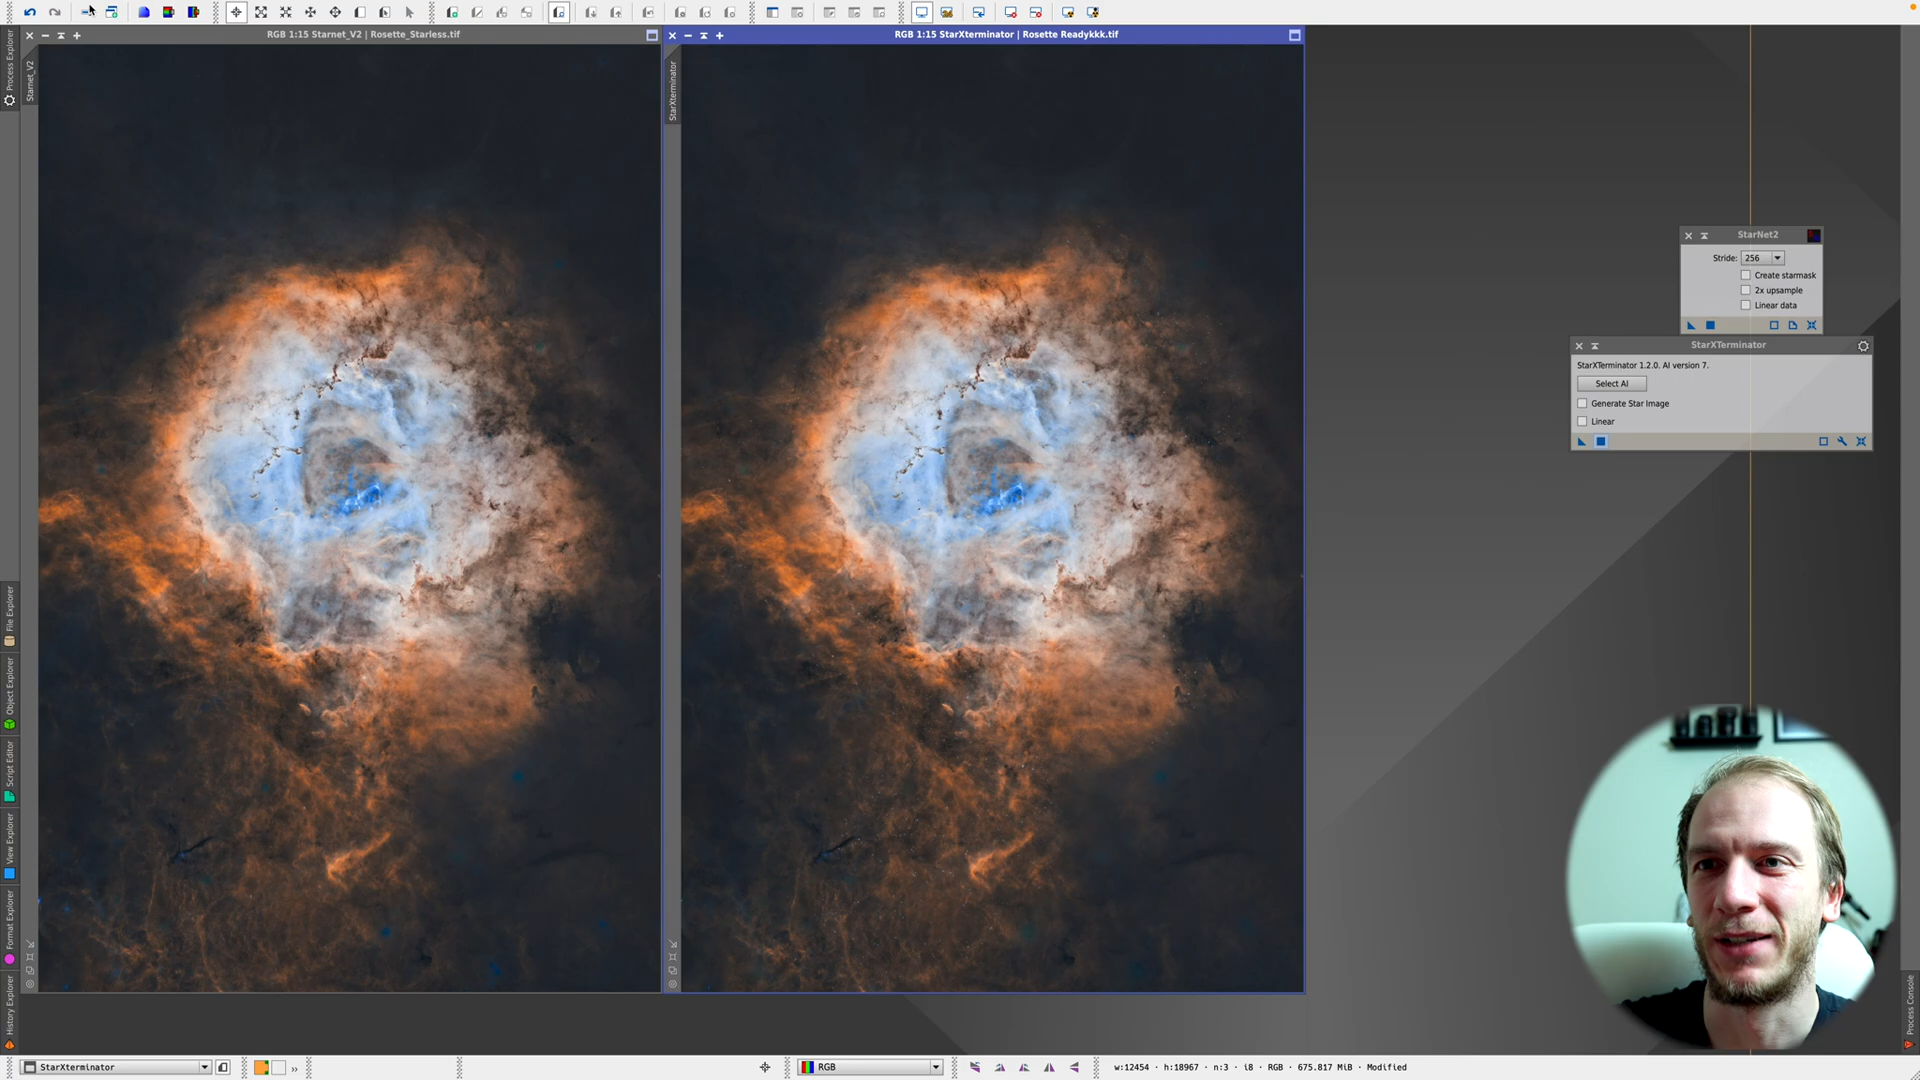 RGB 1:15 Starnet_V2 | Rosette_Starless.tif
RGB 1:15 StarXterminator | Rosette Readykkk.tif
Process Explorer
Starnet_V2
StarXterminator
StarNet2
Stride:
256
Create starmask
2x upsample
Linear data
StarXTerminator
StarXTerminator 1.2.0. AI version 7.
Select AI
Generate Star Image
Linear
File Explorer
Object Explorer
Script Editor
View Explorer
Format Explorer
History Explorer
Process Console
StarXterminator
RGB
w:12454 · h:18967 · n:3 · i8 · RGB · 675.817 MiB · Modified